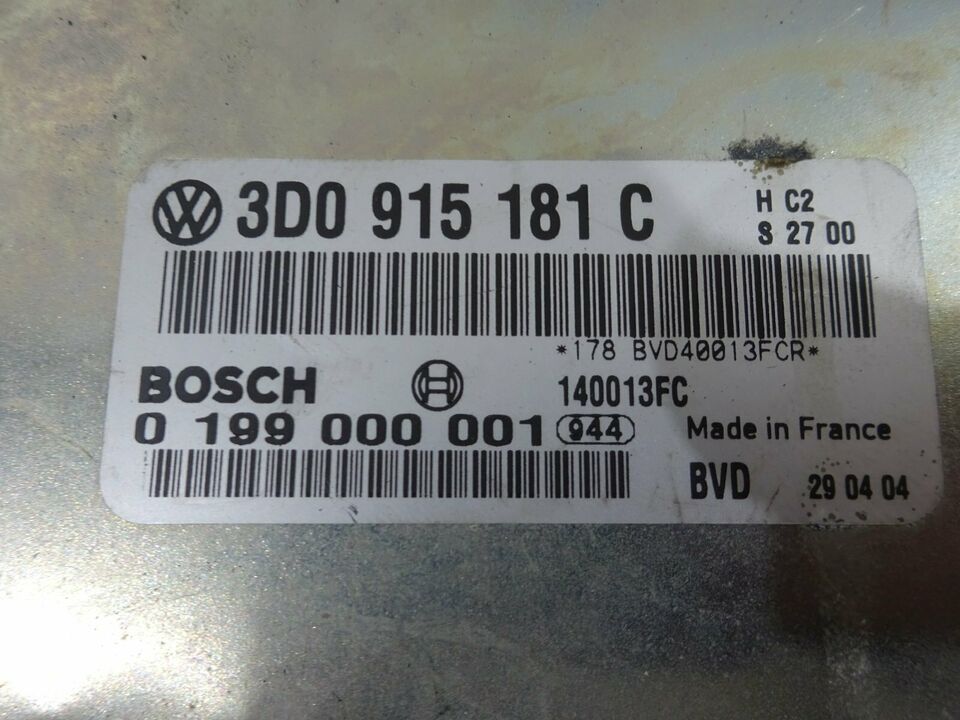 3D0 915 181 C
H C2
S 27 00
*178 BVD40013FCR*
BOSCH
140013FC
0 199 000 001 944
Made in France
BVD 29 04 04